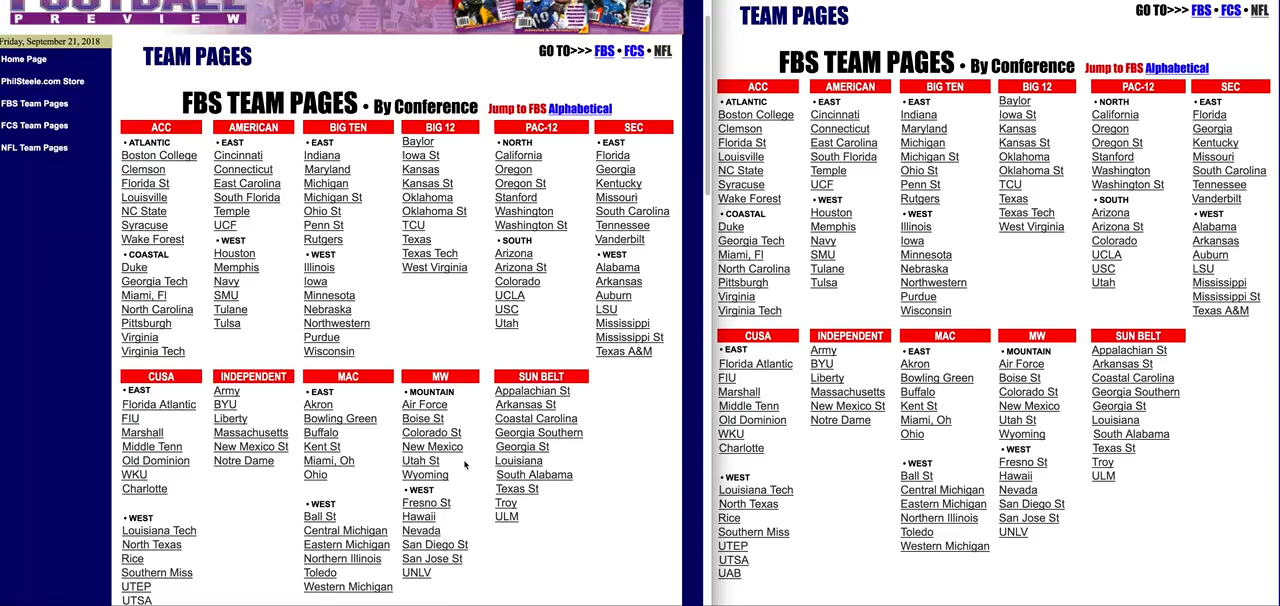 FOOTBALL
PREVIEW
Friday, September 21, 2018
Home Page
PhilSteele.com Store
FBS Team Pages
FCS Team Pages
NFL Team Pages
TEAM PAGES
GO TO>>> FBS • FCS • NFL
FBS TEAM PAGES • By Conference Jump to FBS Alphabetical
ACC
• ATLANTIC
Boston College
Clemson
Florida St
Louisville
NC State
Syracuse
Wake Forest
• COASTAL
Duke
Georgia Tech
Miami, Fl
North Carolina
Pittsburgh
Virginia
Virginia Tech
AMERICAN
• EAST
Cincinnati
Connecticut
East Carolina
South Florida
Temple
UCF
• WEST
Houston
Memphis
Navy
SMU
Tulane
Tulsa
BIG TEN
• EAST
Indiana
Maryland
Michigan
Michigan St
Ohio St
Penn St
Rutgers
• WEST
Illinois
Iowa
Minnesota
Nebraska
Northwestern
Purdue
Wisconsin
BIG 12
Baylor
Iowa St
Kansas
Kansas St
Oklahoma
Oklahoma St
TCU
Texas
Texas Tech
West Virginia
PAC-12
• NORTH
California
Oregon
Oregon St
Stanford
Washington
Washington St
• SOUTH
Arizona
Arizona St
Colorado
UCLA
USC
Utah
SEC
• EAST
Florida
Georgia
Kentucky
Missouri
South Carolina
Tennessee
Vanderbilt
• WEST
Alabama
Arkansas
Auburn
LSU
Mississippi
Mississippi St
Texas A&M
CUSA
• EAST
Florida Atlantic
FIU
Marshall
Middle Tenn
Old Dominion
WKU
Charlotte
• WEST
Louisiana Tech
North Texas
Rice
Southern Miss
UTEP
UTSA
INDEPENDENT
Army
BYU
Liberty
Massachusetts
New Mexico St
Notre Dame
MAC
• EAST
Akron
Bowling Green
Buffalo
Kent St
Miami, Oh
Ohio
• WEST
Ball St
Central Michigan
Eastern Michigan
Northern Illinois
Toledo
Western Michigan
MW
• MOUNTAIN
Air Force
Boise St
Colorado St
New Mexico
Utah St
Wyoming
• WEST
Fresno St
Hawaii
Nevada
San Diego St
San Jose St
UNLV
SUN BELT
Appalachian St
Arkansas St
Coastal Carolina
Georgia Southern
Georgia St
Louisiana
South Alabama
Texas St
Troy
ULM
TEAM PAGES
GO TO>>> FBS • FCS • NFL
FBS TEAM PAGES • By Conference Jump to FBS Alphabetical
ACC
• ATLANTIC
Boston College
Clemson
Florida St
Louisville
NC State
Syracuse
Wake Forest
• COASTAL
Duke
Georgia Tech
Miami, Fl
North Carolina
Pittsburgh
Virginia
Virginia Tech
AMERICAN
• EAST
Cincinnati
Connecticut
East Carolina
South Florida
Temple
UCF
• WEST
Houston
Memphis
Navy
SMU
Tulane
Tulsa
BIG TEN
• EAST
Indiana
Maryland
Michigan
Michigan St
Ohio St
Penn St
Rutgers
• WEST
Illinois
Iowa
Minnesota
Nebraska
Northwestern
Purdue
Wisconsin
BIG 12
Baylor
Iowa St
Kansas
Kansas St
Oklahoma
Oklahoma St
TCU
Texas
Texas Tech
West Virginia
PAC-12
• NORTH
California
Oregon
Oregon St
Stanford
Washington
Washington St
• SOUTH
Arizona
Arizona St
Colorado
UCLA
USC
Utah
SEC
• EAST
Florida
Georgia
Kentucky
Missouri
South Carolina
Tennessee
Vanderbilt
• WEST
Alabama
Arkansas
Auburn
LSU
Mississippi
Mississippi St
Texas A&M
CUSA
• EAST
Florida Atlantic
FIU
Marshall
Middle Tenn
Old Dominion
WKU
Charlotte
• WEST
Louisiana Tech
North Texas
Rice
Southern Miss
UTEP
UTSA
UAB
INDEPENDENT
Army
BYU
Liberty
Massachusetts
New Mexico St
Notre Dame
MAC
• EAST
Akron
Bowling Green
Buffalo
Kent St
Miami, Oh
Ohio
• WEST
Ball St
Central Michigan
Eastern Michigan
Northern Illinois
Toledo
Western Michigan
MW
• MOUNTAIN
Air Force
Boise St
Colorado St
New Mexico
Utah St
Wyoming
• WEST
Fresno St
Hawaii
Nevada
San Diego St
San Jose St
UNLV
SUN BELT
Appalachian St
Arkansas St
Coastal Carolina
Georgia Southern
Georgia St
Louisiana
South Alabama
Texas St
Troy
ULM